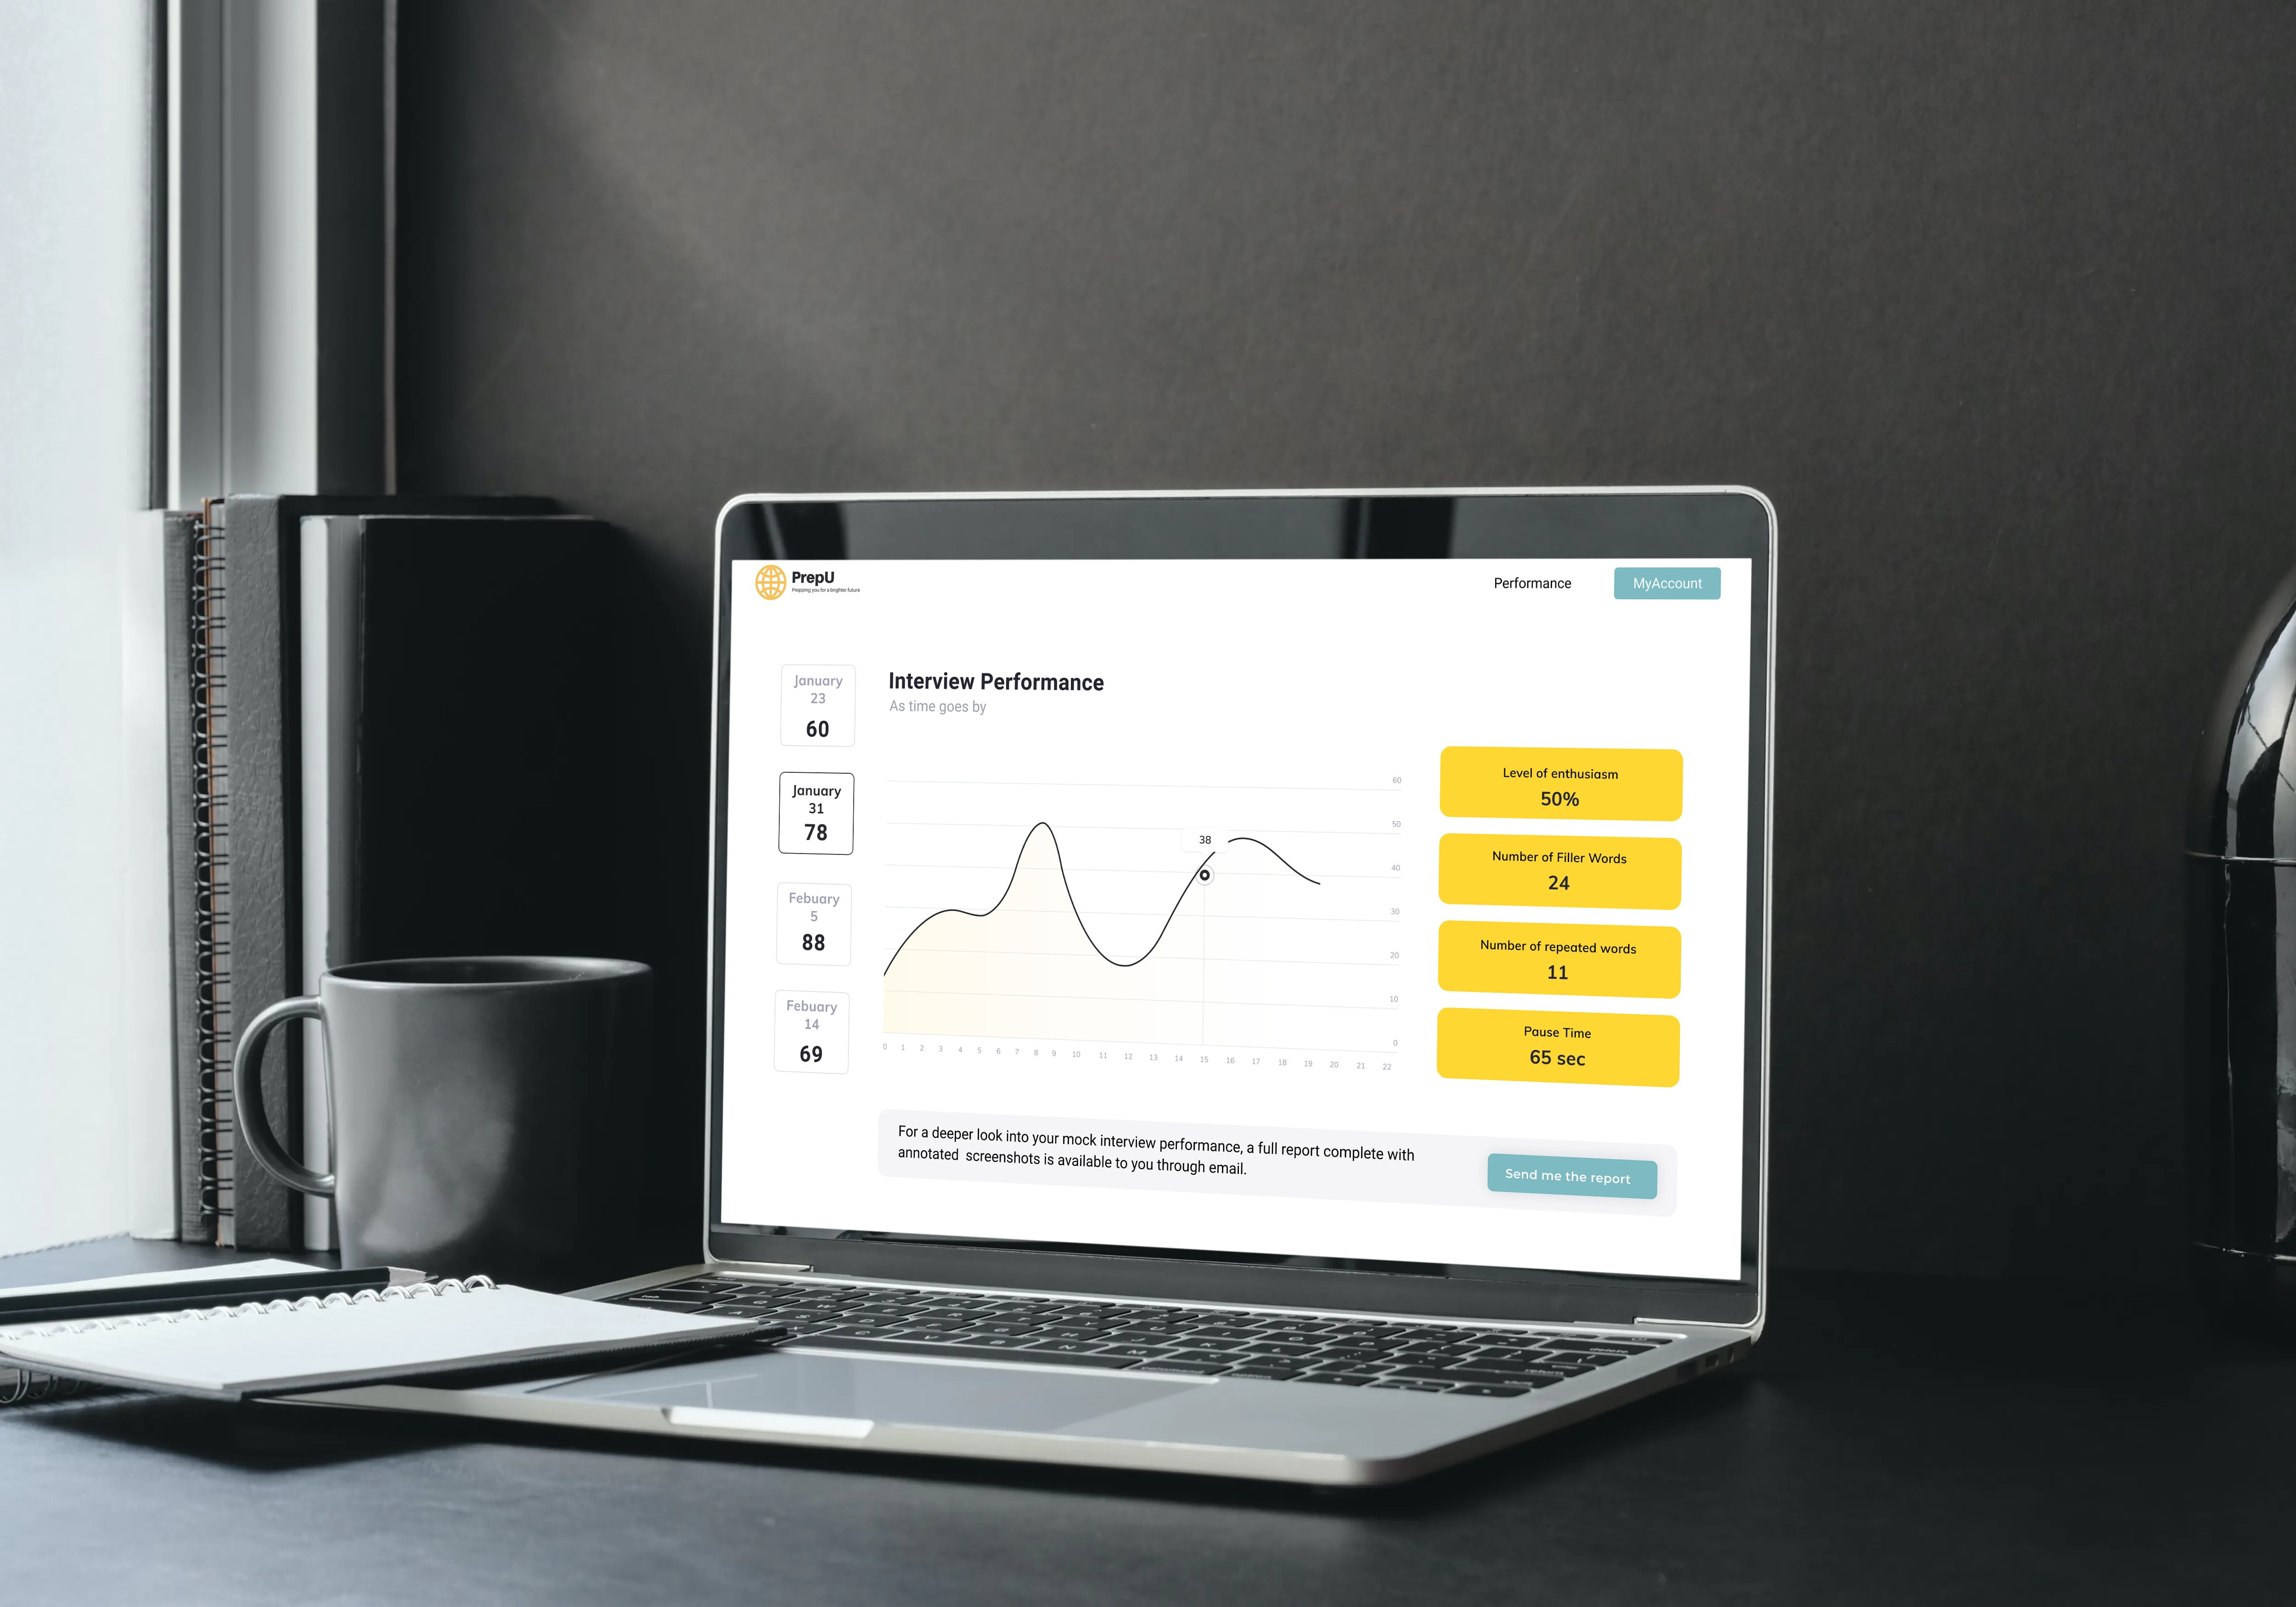 PrepU
Prepping you for a brighter future
Performance
MyAccount
January
23
60
January
31
78
Febuary
5
88
Febuary
14
69
Interview Performance
As time goes by
60
50
40
30
20
10
0
38
0 1 2 3 4 5 6 7 8 9 10 11 12 13 14 15 16 17 18 19 20 21 22
Level of enthusiasm
50%
Number of Filler Words
24
Number of repeated words
11
Pause Time
65 sec
For a deeper look into your mock interview performance, a full report complete with
annotated screenshots is available to you through email.
Send me the report